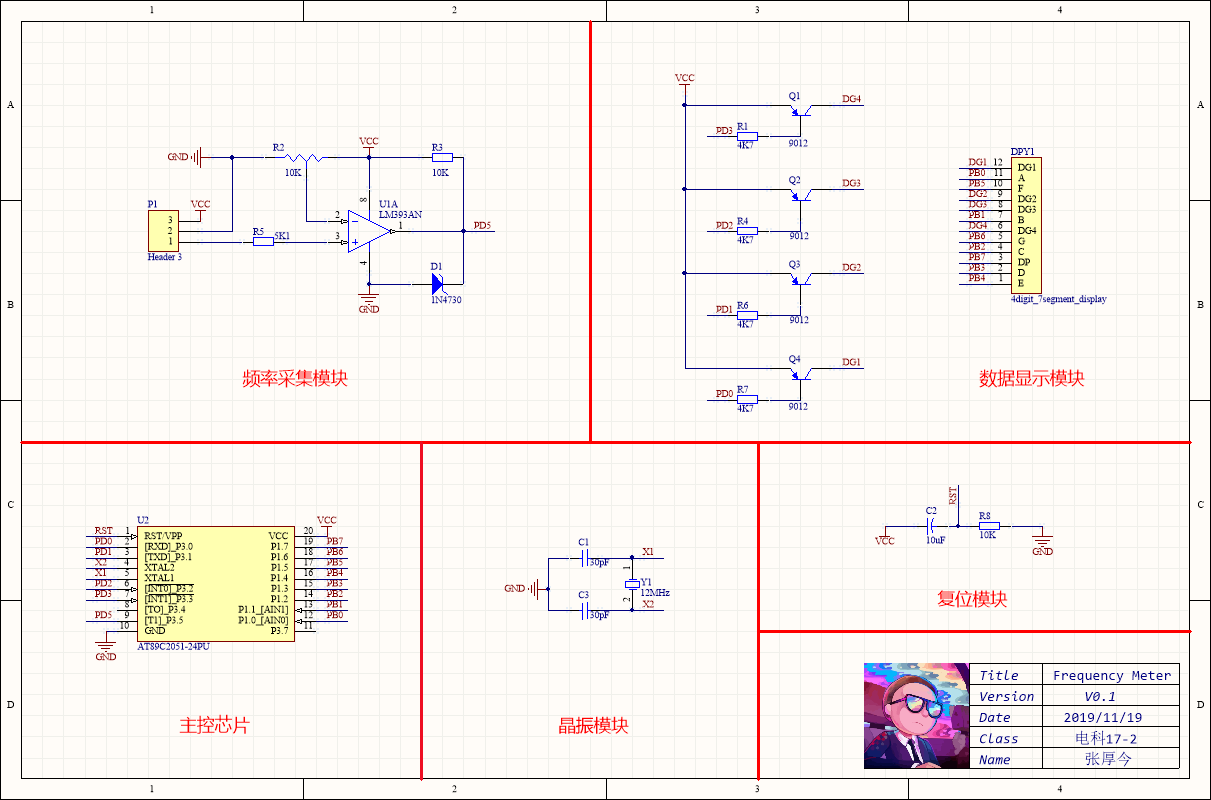 1
2
3
4
A
B
C
D
A
B
C
D
GND
R2
10K
VCC
R3
10K
P1
VCC
3
2
1
Header 3
R5
5K1
8
U1A
LM393AN
2
3
1
PD5
4
D1
1N4730
GND
频率采集模块
VCC
Q1
DG4
PD3
R1
4K7
9012
Q2
DG3
PD2
R4
4K7
9012
Q3
DG2
PD1
R6
4K7
9012
Q4
DG1
PD0
R7
4K7
9012
DPY1
DG1 12 DG1
PB0 11 A
PB5 10 F
DG2 9 DG2
DG3 8 DG3
PB1 7 B
DG4 6 DG4
PB6 5 G
PB2 4 C
PB7 3 DP
PB3 2 D
PB4 1 E
4digit_7segment_display
数据显示模块
U2
VCC
RST 1 RST/VPP VCC 20
PD0 2 [RXD]_P3.0 P1.7 19 PB7
PD1 3 [TXD]_P3.1 P1.6 18 PB6
X2 4 XTAL2 P1.5 17 PB5
X1 5 XTAL1 P1.4 16 PB4
PD2 6 [INT0]_P3.2 P1.3 15 PB3
PD3 7 [INT1]_P3.3 P1.2 14 PB2
8 [TO]_P3.4 P1.1_[AIN1] 13 PB1
PD5 9 [T1]_P3.5 P1.0_[AIN0] 12 PB0
10 GND P3.7 11
AT89C2051-24PU
GND
主控芯片
C1
30pF
X1
GND
1
Y1
12MHz
2
C3
30pF
X2
晶振模块
RST
C2
10uF
VCC
R8
10K
GND
复位模块
Title Frequency Meter
Version V0.1
Date 2019/11/19
Class 电科17-2
Name 张厚今
1
2
3
4